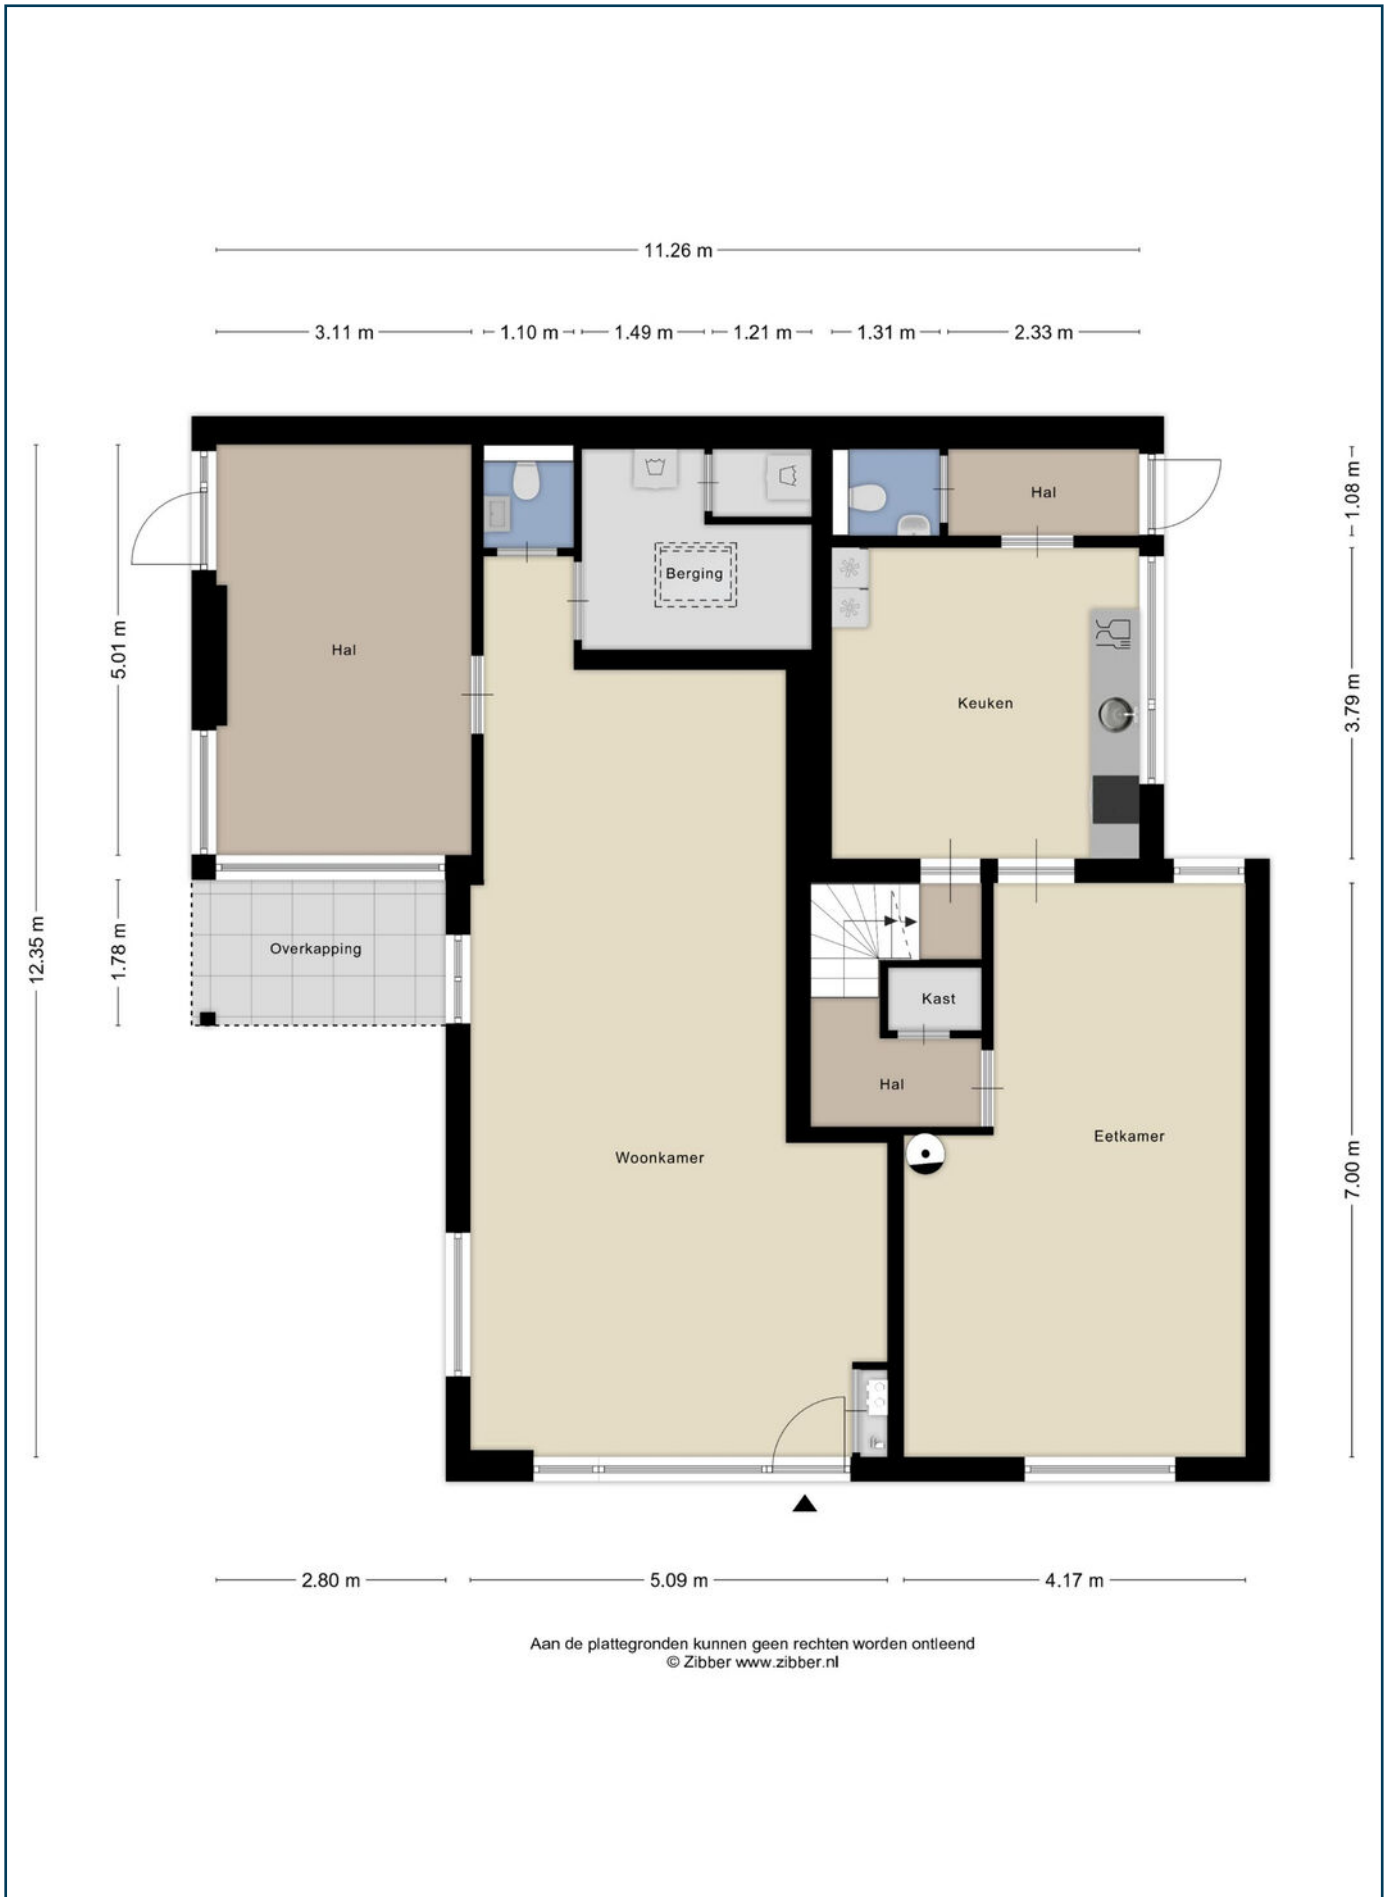 11.26 m
3.11 m
1.10 m
1.49 m
1.21 m
1.31 m
2.33 m
12.35 m
5.01 m
1.78 m
1.08 m
3.79 m
7.00 m
Hal
Berging
Hal
Keuken
Overkapping
Kast
Hal
Woonkamer
Eetkamer
2.80 m
5.09 m
4.17 m
Aan de plattegronden kunnen geen rechten worden ontleend
© Zibber www.zibber.nl